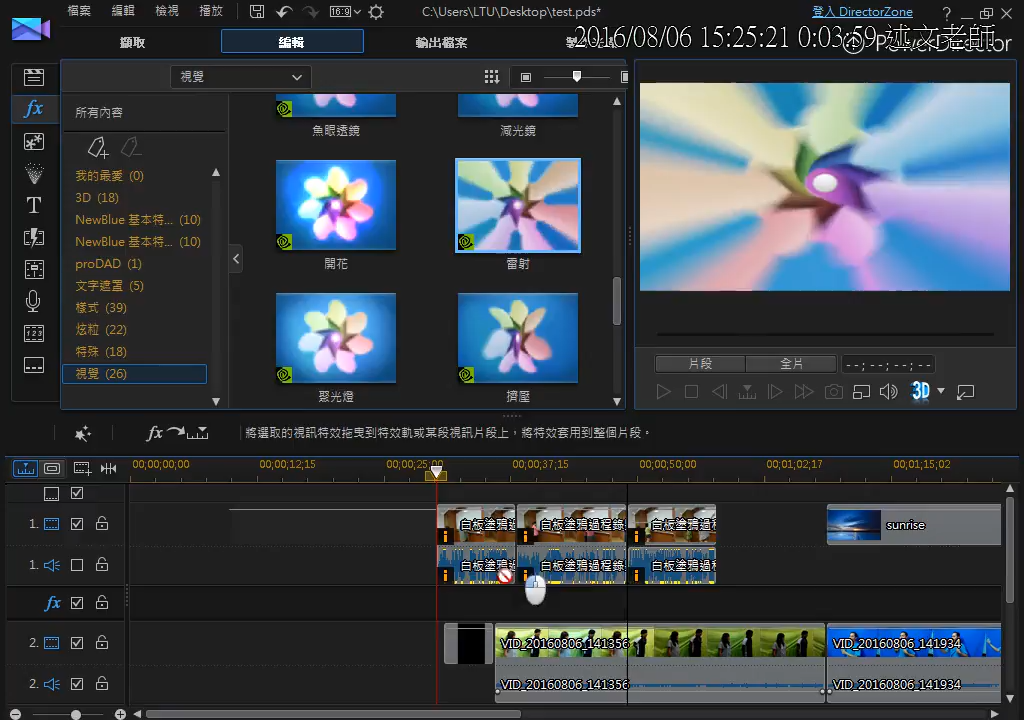 檔案 編輯 檢視 播放 16:9 C:\Users\LTU\Desktop\test.pds* 登入 DirectorZone ?
擷取 編輯 輸出檔案 2016/08/06 15:25:21 0:03:59 述文老師
PowerDirector
視覺
fx 所有內容
魚眼透鏡 減光鏡
我的最愛 (0)
3D (18)
NewBlue 基本特... (10)
NewBlue 基本特... (10)
proDAD (1)
文字遮罩 (5)
樣式 (39)
炫粒 (22)
特殊 (18)
視覺 (26)
T
開花 雷射
聚光燈 擠壓
片段 全片 --;--;--;--
3D
fx 將選取的視訊特效拖曳到特效軌或某段視訊片段上，將特效套用到整個片段。
00;00;00;00 00;00;12;15 00;00;25;00 00;00;37;15 00;00;50;00 00;01;02;17 00;01;15;02
1. 白板塗鴉過程 白板塗鴉過程錄 白板塗鴉過程 sunrise
1. 白板塗鴉過程 白板塗鴉過程錄 白板塗鴉過程
fx
2. VID_20160806_141356 VID_20160806_141934
2. VID_20160806_141356 VID_20160806_141934